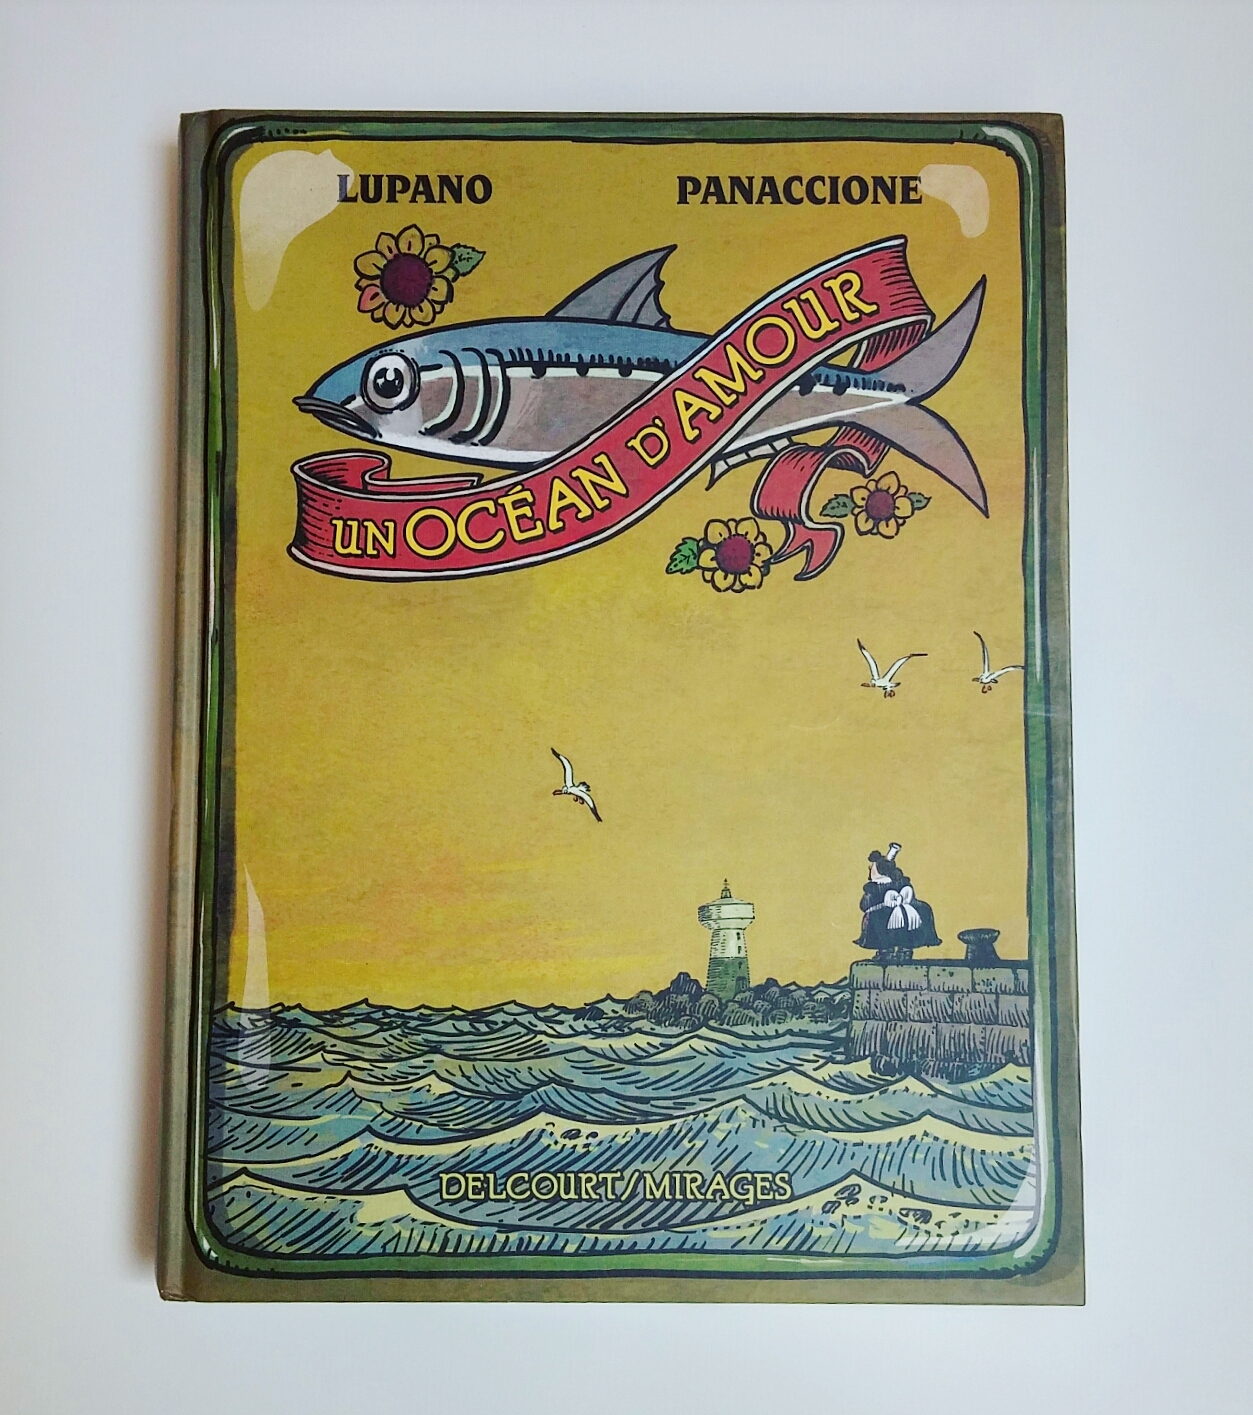 LUPANO PANACCIONE
UN OCÉAN D'AMOUR
DELCOURT/MIRAGES